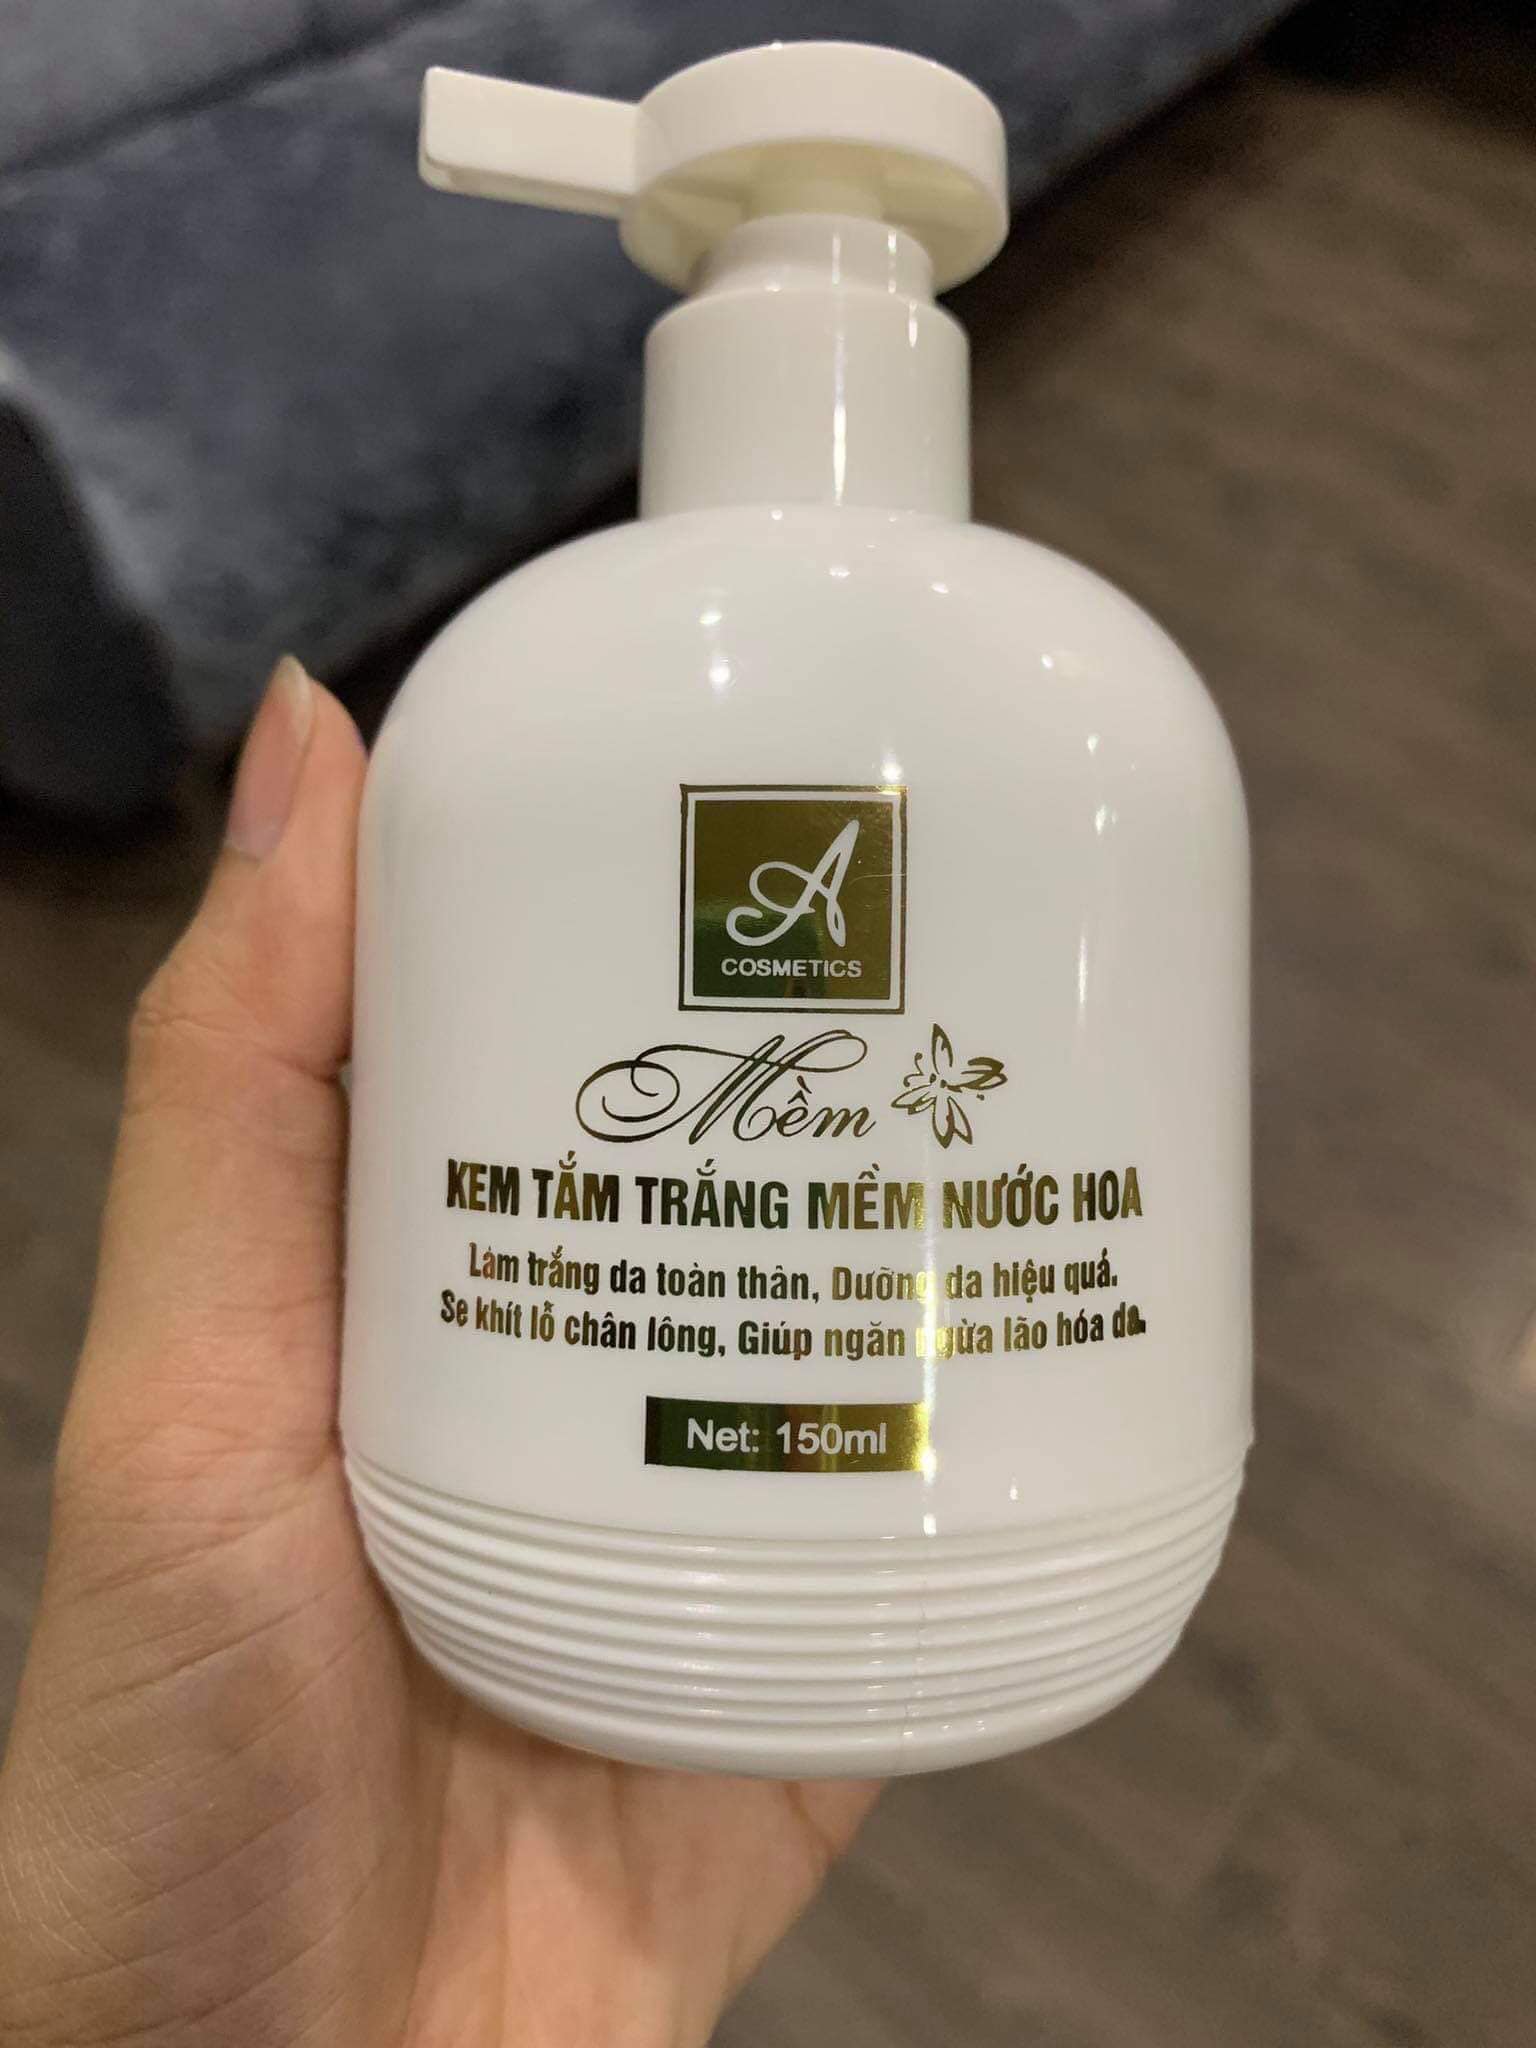 A
COSMETICS
Mềm
KEM TẮM TRẮNG MỀM NƯỚC HOA
Làm trắng da toàn thân, Dưỡng da hiệu quả.
Se khít lỗ chân lông, Giúp ngăn ngừa lão hóa da.
Net: 150ml